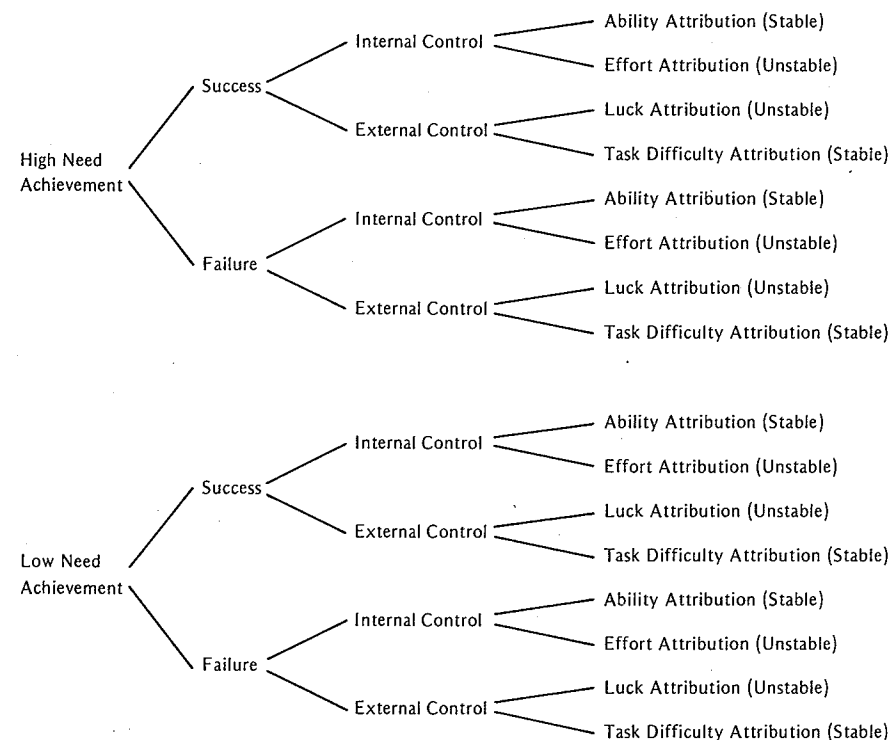 Ability Attribution (Stable)
Internal Control
Effort Attribution (Unstable)
Success
Luck Attribution (Unstable)
External Control
Task Difficulty Attribution (Stable)
High Need
Achievement
Ability Attribution (Stable)
Internal Control
Effort Attribution (Unstable)
Failure
Luck Attribution (Unstable)
External Control
Task Difficulty Attribution (Stable)
Ability Attribution (Stable)
Internal Control
Effort Attribution (Unstable)
Success
Luck Attribution (Unstable)
External Control
Task Difficulty Attribution (Stable)
Low Need
Achievement
Ability Attribution (Stable)
Internal Control
Effort Attribution (Unstable)
Failure
Luck Attribution (Unstable)
External Control
Task Difficulty Attribution (Stable)